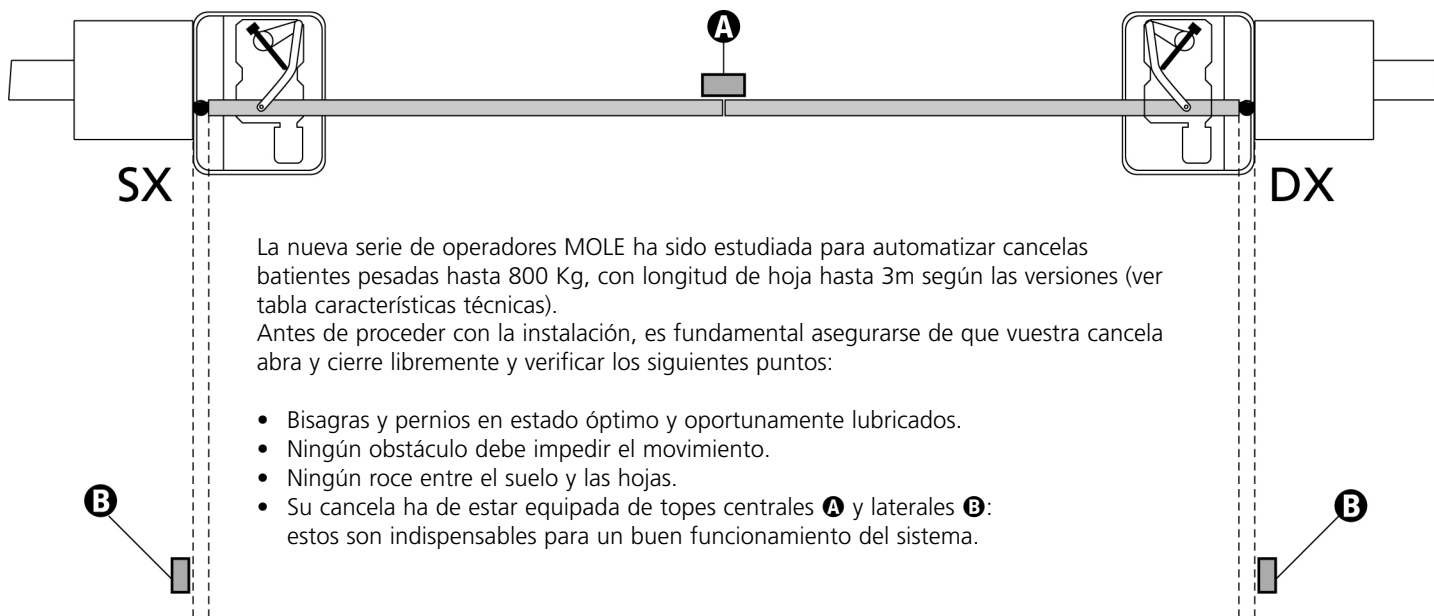 A
SX
DX
La nueva serie de operadores MOLE ha sido estudiada para automatizar cancelas
batientes pesadas hasta 800 Kg, con longitud de hoja hasta 3m según las versiones (ver
tabla características técnicas).
Antes de proceder con la instalación, es fundamental asegurarse de que vuestra cancela
abra y cierre libremente y verificar los siguientes puntos:
• Bisagras y pernios en estado óptimo y oportunamente lubricados.
• Ningún obstáculo debe impedir el movimiento.
• Ningún roce entre el suelo y las hojas.
• Su cancela ha de estar equipada de topes centrales A y laterales B:
estos son indispensables para un buen funcionamiento del sistema.
B
B